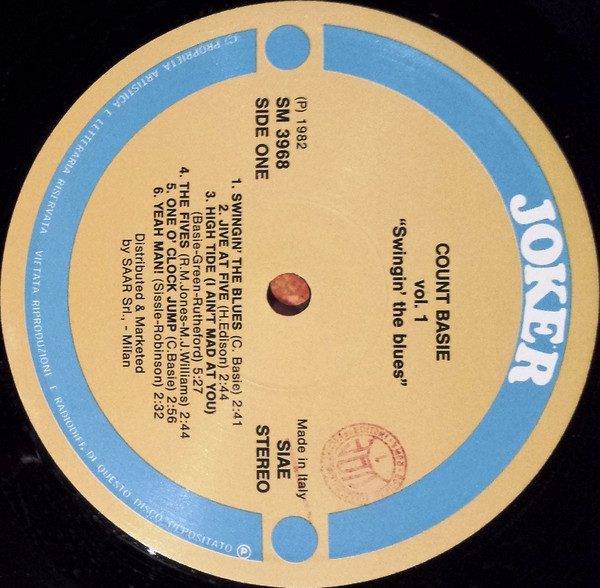 JOKER
COUNT BASIE
vol. 1
"Swingin' the blues"
(P) 1982
SM 3968
SIDE ONE
Made in Italy
SIAE
STEREO
1. SWINGIN' THE BLUES (C. Basie) 2:41
2. JIVE AT FIVE (H.Edison) 2:44
3. HIGH TIDE (I AIN'T MAD AT YOU)
(Basie-Green-Rutheford) 5:27
4. THE FIVES (R.M.Jones-M.J.Williams) 2:44
5. ONE O' CLOCK JUMP (C.Basie) 2:56
6. YEAH MAN! (Sissle-Robinson) 2:32
Distributed & Marketed
by SAAR Srl., - Milan
PROPRIETÀ ARTISTICA E LETTERARIA RISERVATA VIETATA RIPRODUZIONE E RADIODIFF. DI QUESTO DISCO DEPOSITATO Ⓟ